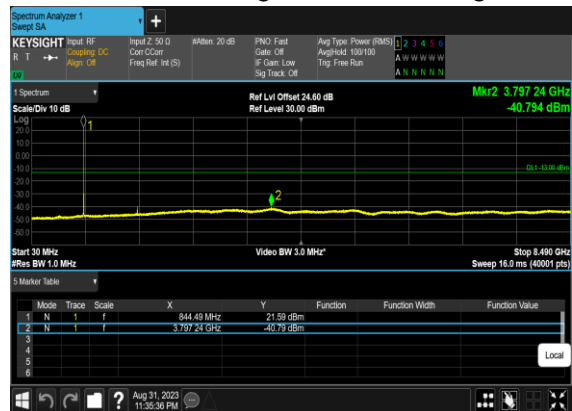 Spectrum Analyzer 1
Swept SA
KEYSIGHT Input: RF Input Z: 50 Ω #Atten: 20 dB PNO: Fast Avg Type: Power (RMS) 1 2 3 4 5 6
R T Coupling: DC Corr CCorr Gate: Off Avg|Hold: 100/100 A W W W W W
Align: Off Freq Ref: Int (S) IF Gain: Low Trig: Free Run
Sig Track: Off A N N N N N
1 Spectrum
Ref Lvl Offset 24.60 dB Mkr2 3.797 24 GHz
Scale/Div 10 dB Ref Level 30.00 dBm -40.794 dBm
Log
20.0
10.0
0.00
-10.0
DL1 -13.00 dBm
-20.0
-30.0
-40.0
-50.0
-60.0
1
2
Start 30 MHz Video BW 3.0 MHz* Stop 8.490 GHz
#Res BW 1.0 MHz Sweep 16.0 ms (40001 pts)
5 Marker Table
Mode Trace Scale X Y Function Function Width Function Value
1 N 1 f 844.49 MHz 21.59 dBm
2 N 1 f 3.797 24 GHz -40.79 dBm
3
4
5
6
Local
? Aug 31, 2023
11:35:36 PM